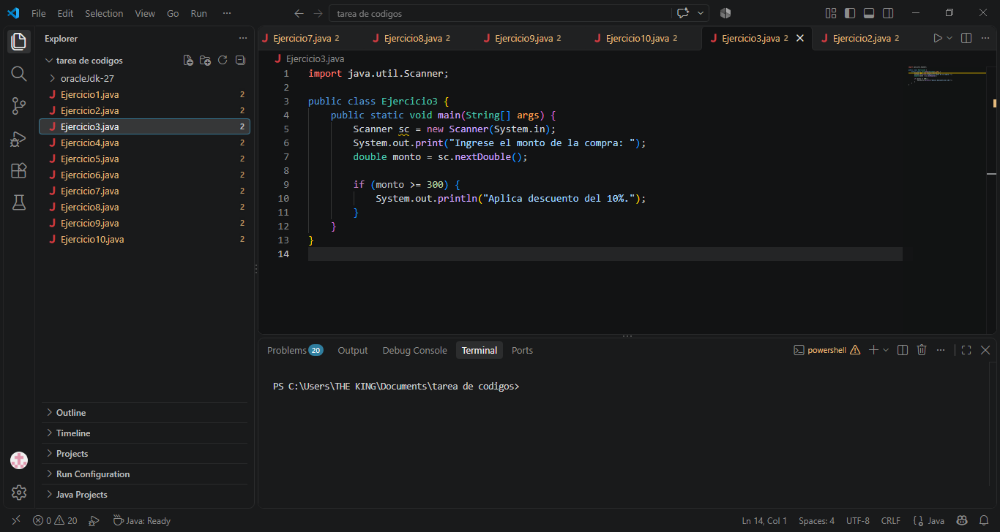 File Edit Selection View Go Run ···
tarea de codigos
Explorer ···
tarea de codigos
oracleJdk-27
Ejercicio1.java 2
Ejercicio2.java 2
Ejercicio3.java 2
Ejercicio4.java 2
Ejercicio5.java 2
Ejercicio6.java 2
Ejercicio7.java 2
Ejercicio8.java 2
Ejercicio9.java 2
Ejercicio10.java 2
Outline
Timeline
Projects
Run Configuration
Java Projects
Ejercicio7.java 2 Ejercicio8.java 2 Ejercicio9.java 2 Ejercicio10.java 2 Ejercicio3.java 2 Ejercicio2.java 2
Ejercicio3.java
1 import java.util.Scanner;
2
3 public class Ejercicio3 {
4 public static void main(String[] args) {
5 Scanner sc = new Scanner(System.in);
6 System.out.print("Ingrese el monto de la compra: ");
7 double monto = sc.nextDouble();
8
9 if (monto >= 300) {
10 System.out.println("Aplica descuento del 10%.");
11 }
12 }
13 }
14
Problems 20 Output Debug Console Terminal Ports powershell
PS C:\Users\THE KING\Documents\tarea de codigos>
0 20 Java: Ready Ln 14, Col 1 Spaces: 4 UTF-8 CRLF {} Java